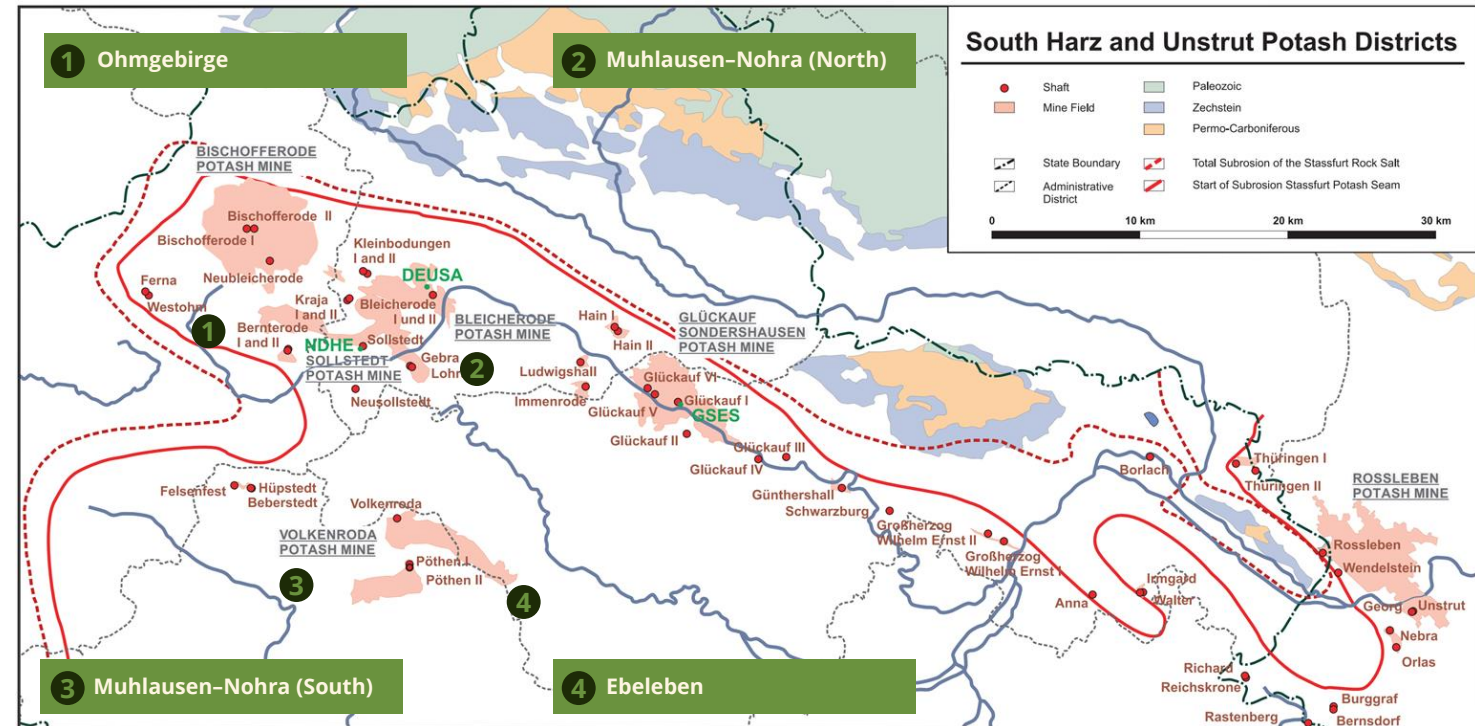 1 Ohmgebirge
2 Muhlausen–Nohra (North)
South Harz and Unstrut Potash Districts
Shaft
Mine Field
Paleozoic
Zechstein
Permo-Carboniferous
State Boundary
Administrative
District
Total Subrosion of the Stassfurt Rock Salt
Start of Subrosion Stassfurt Potash Seam
0 10 km 20 km 30 km
BISCHOFFERODE
POTASH MINE
Bischofferode II
Bischofferode I
Neubleicherode
Kleinbodungen
I and II
DEUSA
Ferna
Westohm
Kraja
I and II
Bleicherode
I und II
1
Bernterode
I and II
NDHE
Sollstedt
SOLLSTEDT
POTASH MINE
BLEICHERODE
POTASH MINE
Gebra
Lohr
2
Neusollstedt
Hain I
Hain II
Ludwigshall
Immenrode
GLÜCKAUF
SONDERSHAUSEN
POTASH MINE
Glückauf VI
Glückauf I
Glückauf V
GSES
Glückauf II
Glückauf III
Glückauf IV
Günthershall
Schwarzburg
Großherzog
Wilhelm Ernst II
Großherzog
Wilhelm Ernst I
Borlach
Thüringen I
Thüringen II
ROSSLEBEN
POTASH MINE
Rossleben
Wendelstein
Felsenfest
Hüpstedt
Beberstedt
Volkenroda
VOLKENRODA
POTASH MINE
Pöthen I
Pöthen II
3
4
Anna
Irmgard
Walter
Georg
Unstrut
Nebra
Orlas
Richard
Reichskrone
Burggraf
Bernsdorf
Rastenberg
3 Muhlausen–Nohra (South)
4 Ebeleben